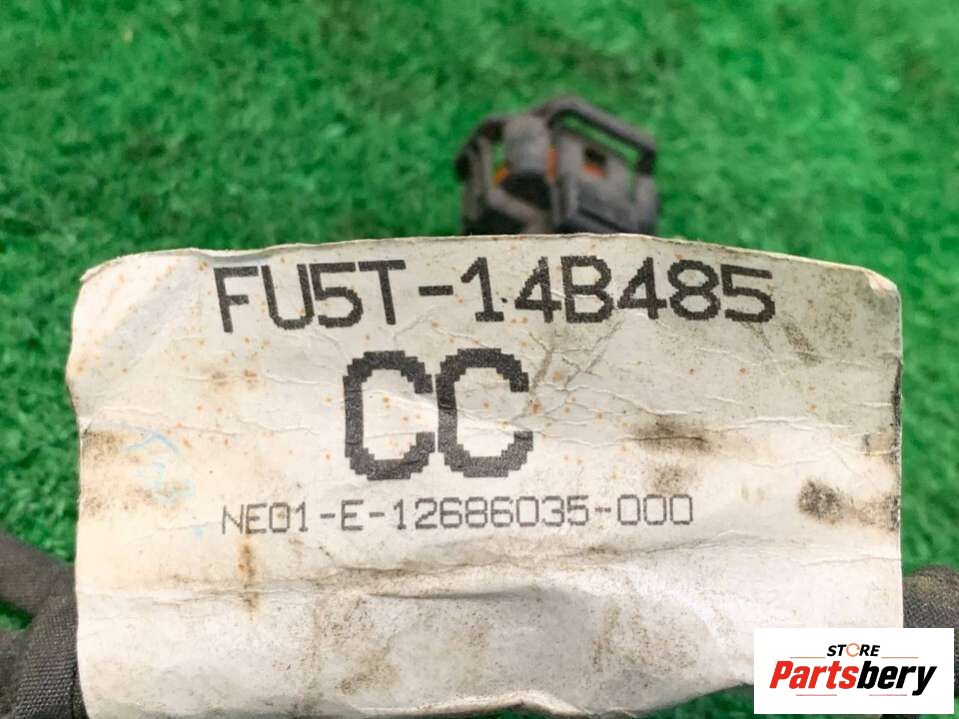 FU5T-14B485
CC
NE01-E-12686035-000
STORE
Partsbery